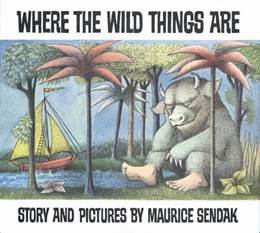 WHERE THE WILD THINGS ARE
STORY AND PICTURES BY MAURICE SENDAK